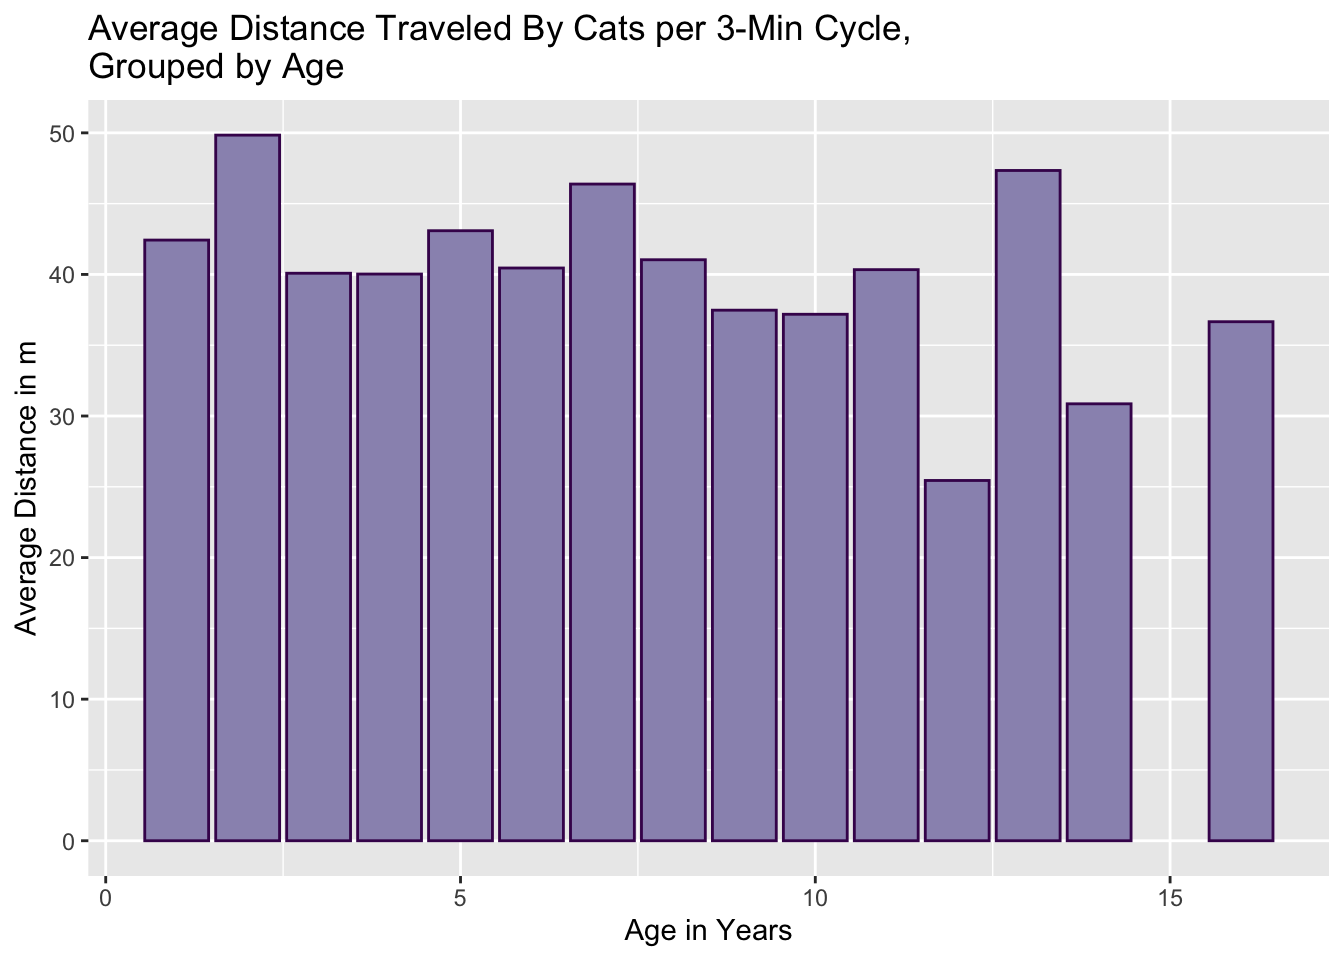 Average Distance Traveled By Cats per 3-Min Cycle,
Grouped by Age
Average Distance in m
50
40
30
20
10
0
0
5
10
15
Age in Years